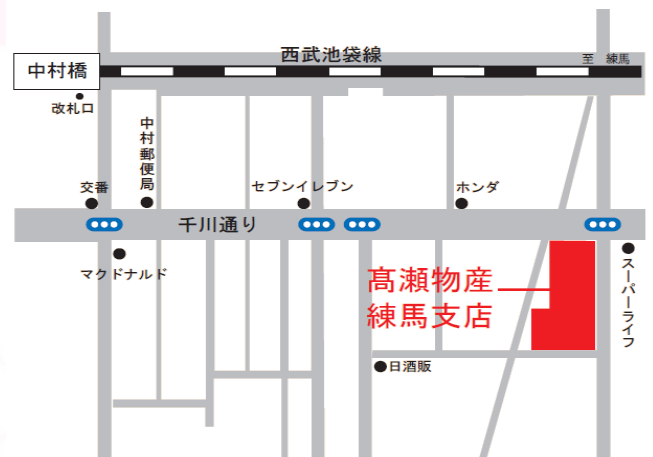 西武池袋線
至 練馬
中村橋
改札口
中村郵便局
交番
セブンイレブン
ホンダ
千川通り
マクドナルド
スーパーライフ
髙瀬物産
練馬支店
日酒販